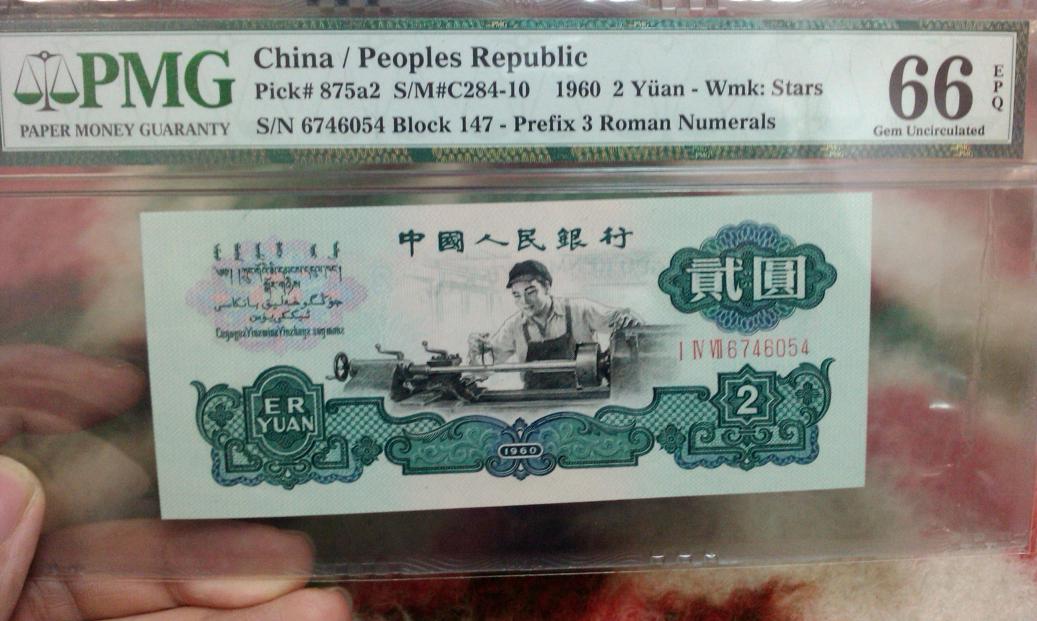 PMG
PAPER MONEY GUARANTY
China / Peoples Republic
Pick# 875a2 S/M#C284-10 1960 2 Yüan - Wmk: Stars
S/N 6746054 Block 147 - Prefix 3 Roman Numerals
66
EPQ
Gem Uncirculated
中國人民銀行
貳圓
I IV VII 6746054
ER
YUAN
2
1960